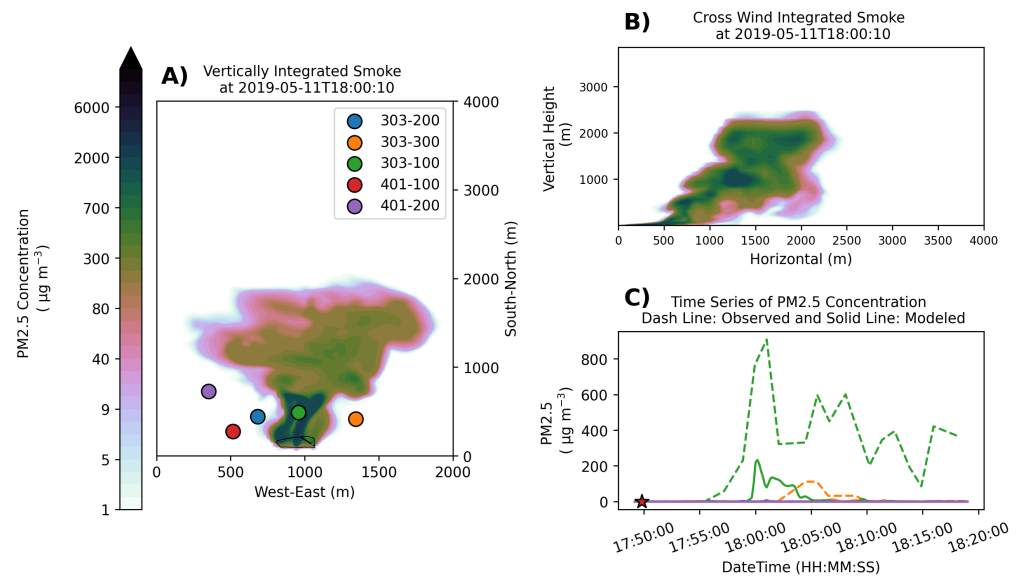 A) Vertically Integrated Smoke
at 2019-05-11T18:00:10
PM2.5 Concentration
( µg m−3)
6000
2000
700
300
80
40
9
5
1
303-200
303-300
303-100
401-100
401-200
4000
3000
2000
1000
0
South-North (m)
0 500 1000 1500 2000
West-East (m)
B) Cross Wind Integrated Smoke
at 2019-05-11T18:00:10
Vertical Height
(m)
3000
2000
1000
0 500 1000 1500 2000 2500 3000 3500 4000
Horizontal (m)
C) Time Series of PM2.5 Concentration
Dash Line: Observed and Solid Line: Modeled
PM2.5
( µg m−3)
800
600
400
200
0
17:50:00 17:55:00 18:00:00 18:05:00 18:10:00 18:15:00 18:20:00
DateTime (HH:MM:SS)